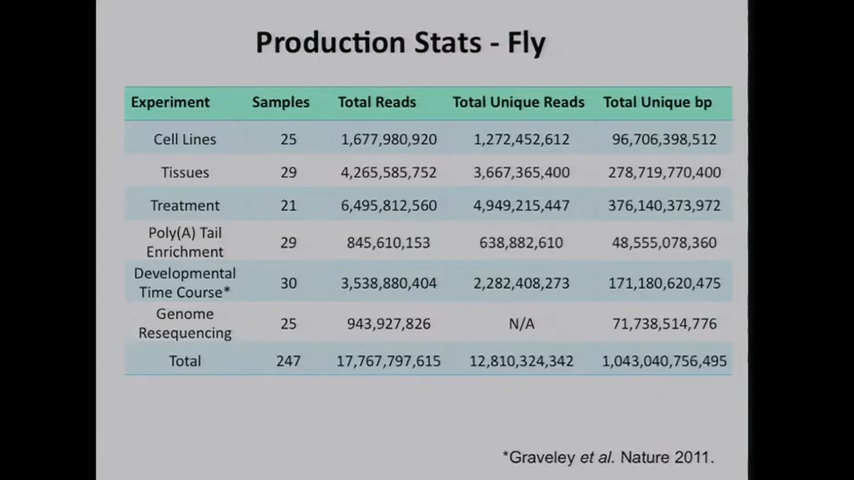 Production Stats - Fly
Experiment Samples Total Reads Total Unique Reads Total Unique bp
Cell Lines 25 1,677,980,920 1,272,452,612 96,706,398,512
Tissues 29 4,265,585,752 3,667,365,400 278,719,770,400
Treatment 21 6,495,812,560 4,949,215,447 376,140,373,972
Poly(A) Tail
Enrichment 29 845,610,153 638,882,610 48,555,078,360
Developmental
Time Course* 30 3,538,880,404 2,282,408,273 171,180,620,475
Genome
Resequencing 25 943,927,826 N/A 71,738,514,776
Total 247 17,767,797,615 12,810,324,342 1,043,040,756,495
*Graveley et al. Nature 2011.